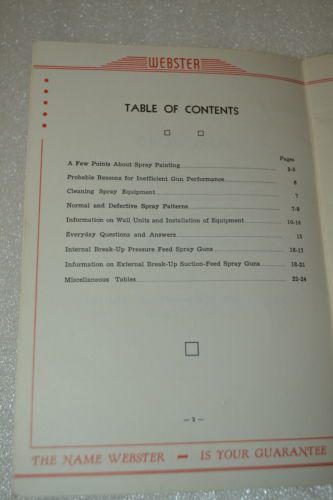 WEBSTER
TABLE OF CONTENTS
Pages
A Few Points About Spray Painting 3-5
Probable Reasons for Inefficient Gun Performance 6
Cleaning Spray Equipment 7
Normal and Defective Spray Patterns 7-9
Information on Wall Units and Installation of Equipment 10-14
Everyday Questions and Answers 15
Internal Break-Up Pressure Feed Spray Guns 16-17
Information on External Break-Up Suction-Feed Spray Guns 18-21
Miscellaneous Tables 22-24
THE NAME WEBSTER — IS YOUR GUARANTEE